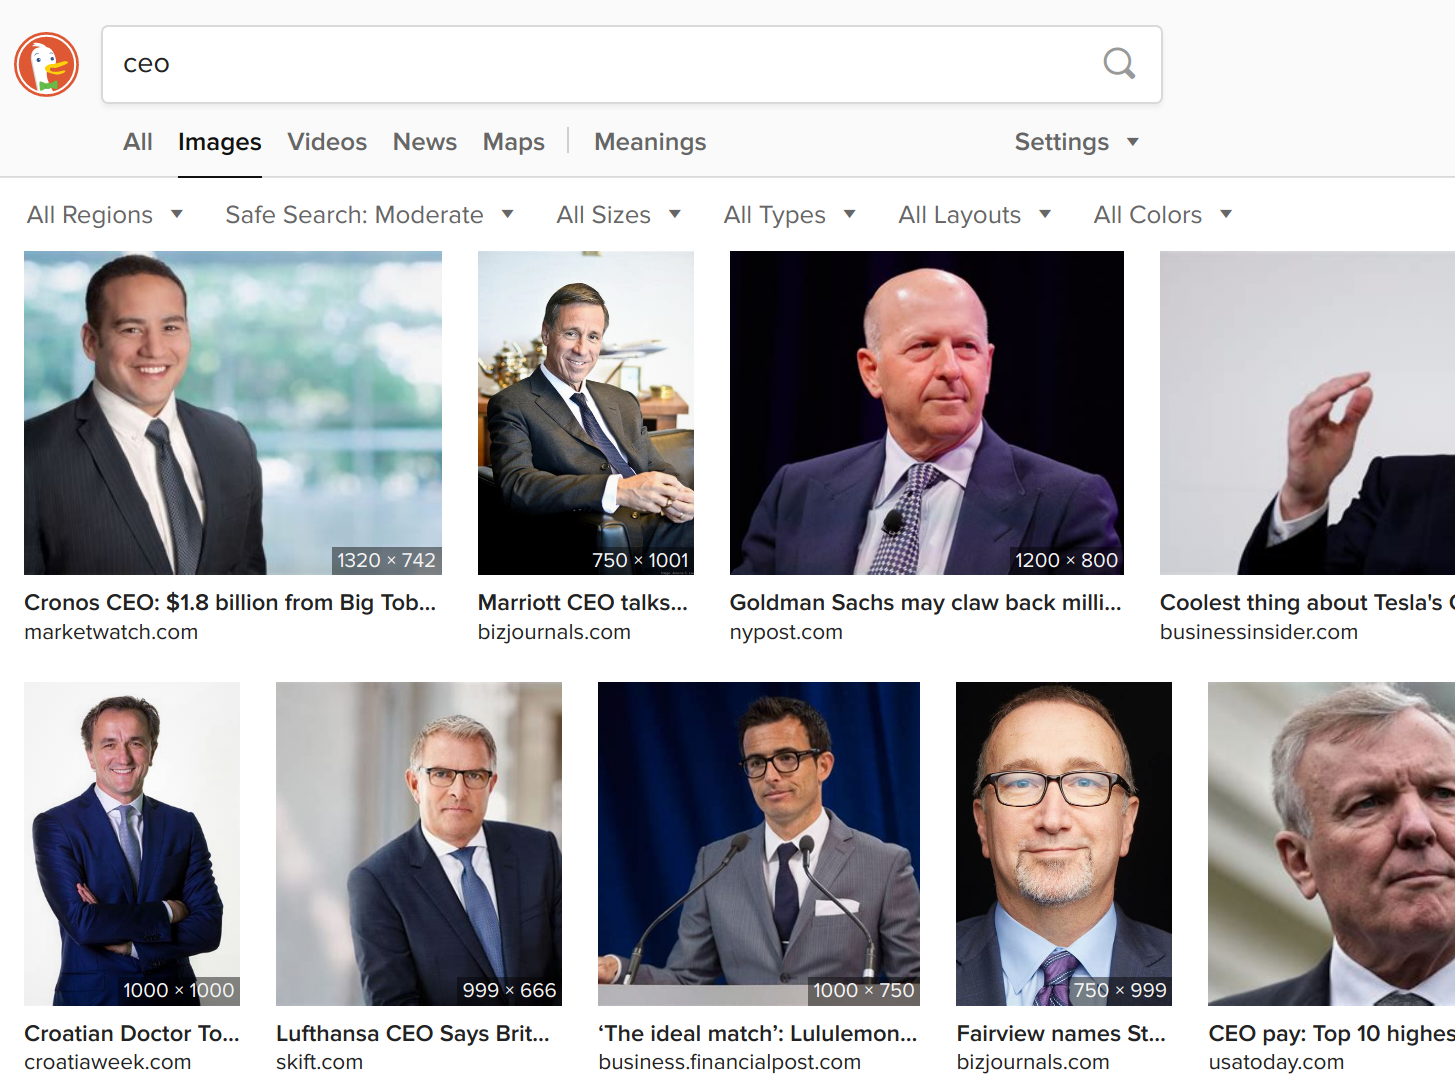 ceo
All Images Videos News Maps Meanings Settings
All Regions Safe Search: Moderate All Sizes All Types All Layouts All Colors
1320 × 742
750 × 1001
1200 × 800
Cronos CEO: $1.8 billion from Big Tob...
marketwatch.com
Marriott CEO talks...
bizjournals.com
Goldman Sachs may claw back milli...
nypost.com
Coolest thing about Tesla's
businessinsider.com
1000 × 1000
999 × 666
1000 × 750
750 × 999
Croatian Doctor To...
croatiaweek.com
Lufthansa CEO Says Brit...
skift.com
‘The ideal match’: Lululemon...
business.financialpost.com
Fairview names St...
bizjournals.com
CEO pay: Top 10 highes
usatoday.com